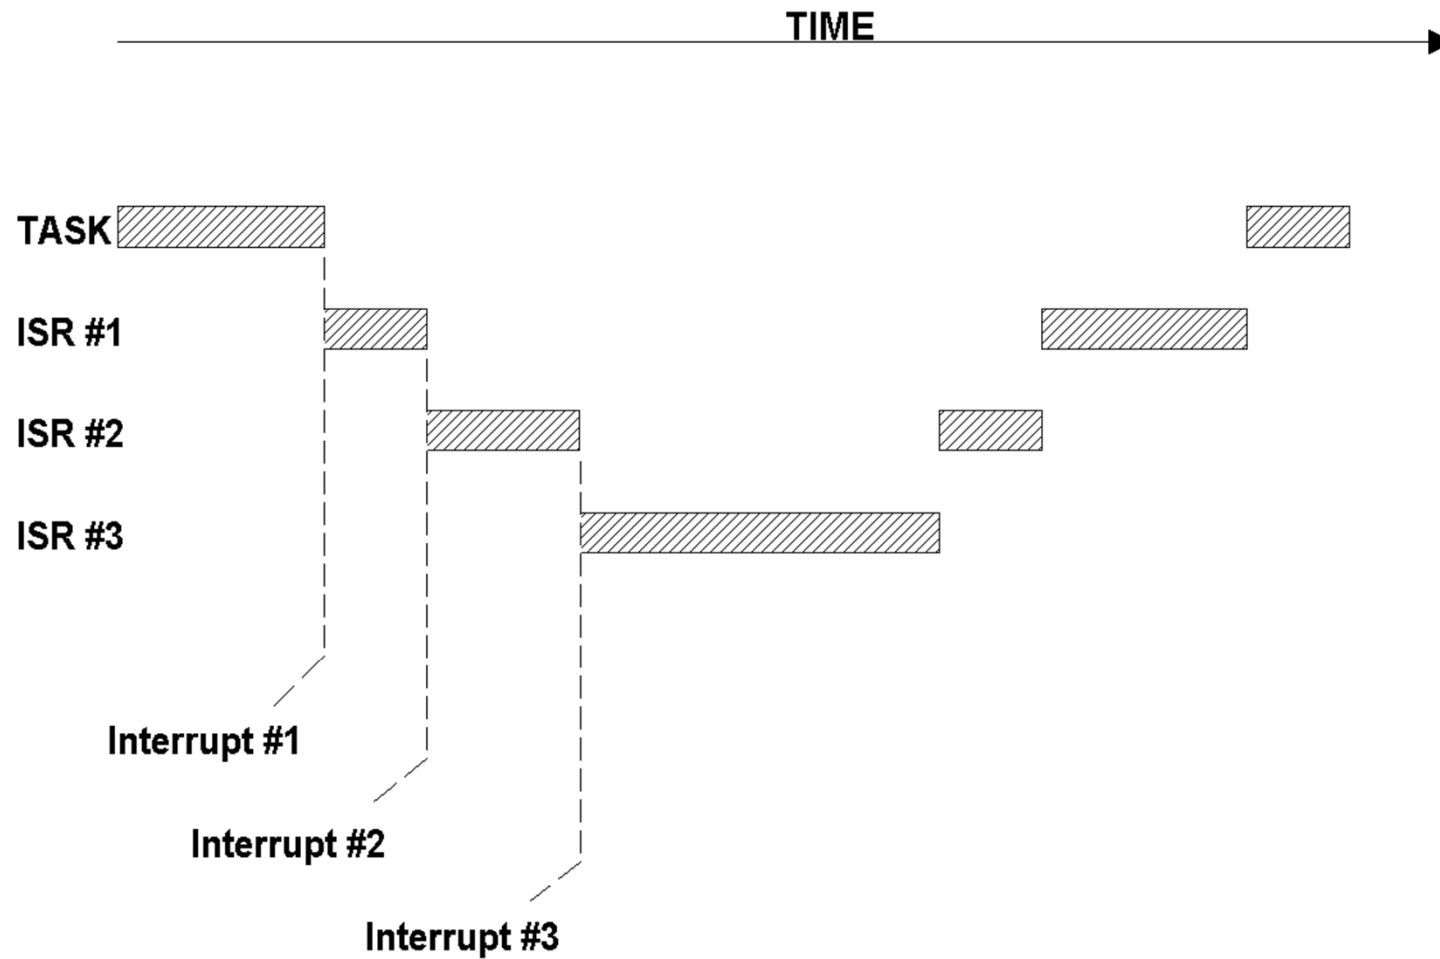 TIME
TASK
ISR #1
ISR #2
ISR #3
Interrupt #1
Interrupt #2
Interrupt #3